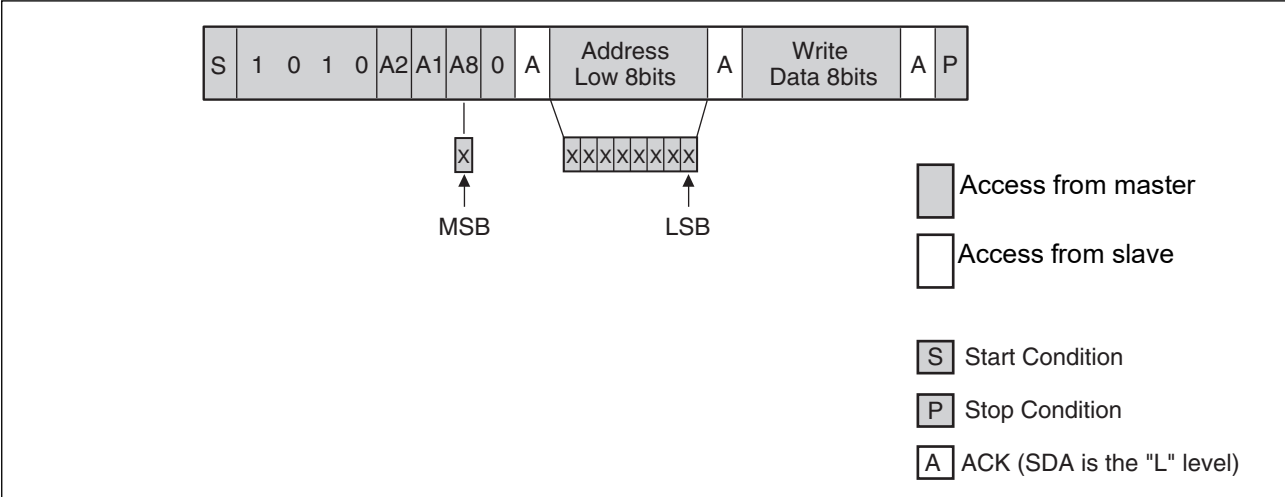 S 1 0 1 0 A2 A1 A8 0 A Address Low 8bits A Write Data 8bits A P
X XXXXXXXX
MSB LSB
Access from master
Access from slave
S Start Condition
P Stop Condition
A ACK (SDA is the "L" level)